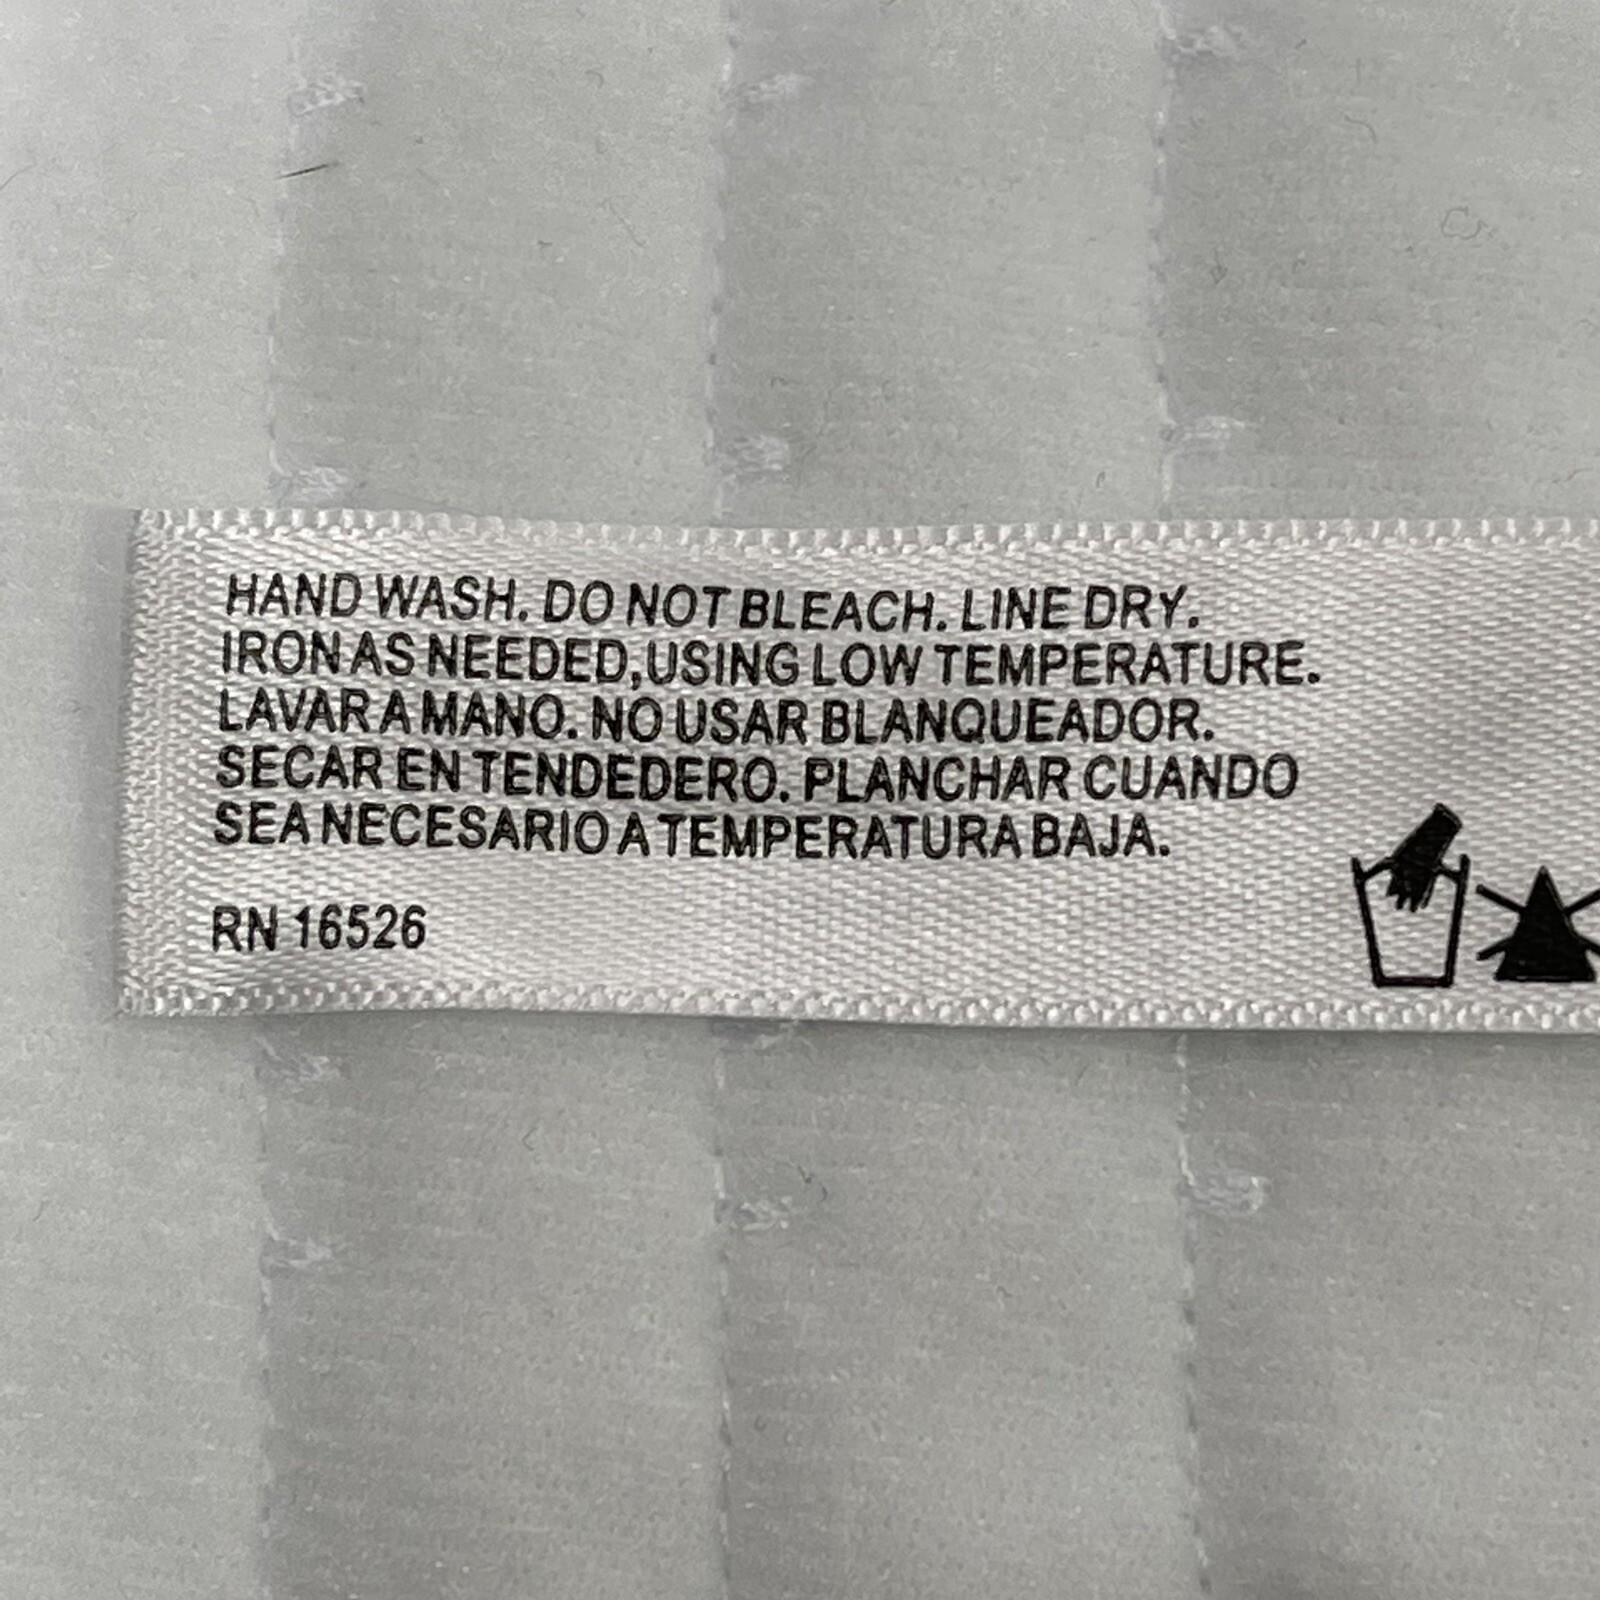 HAND WASH. DO NOT BLEACH. LINE DRY.
IRON AS NEEDED, USING LOW TEMPERATURE.
LAVAR A MANO. NO USAR BLANQUEADOR.
SECAR EN TENDEDERO. PLANCHAR CUANDO
SEA NECESARIO A TEMPERATURA BAJA.
RN 16526